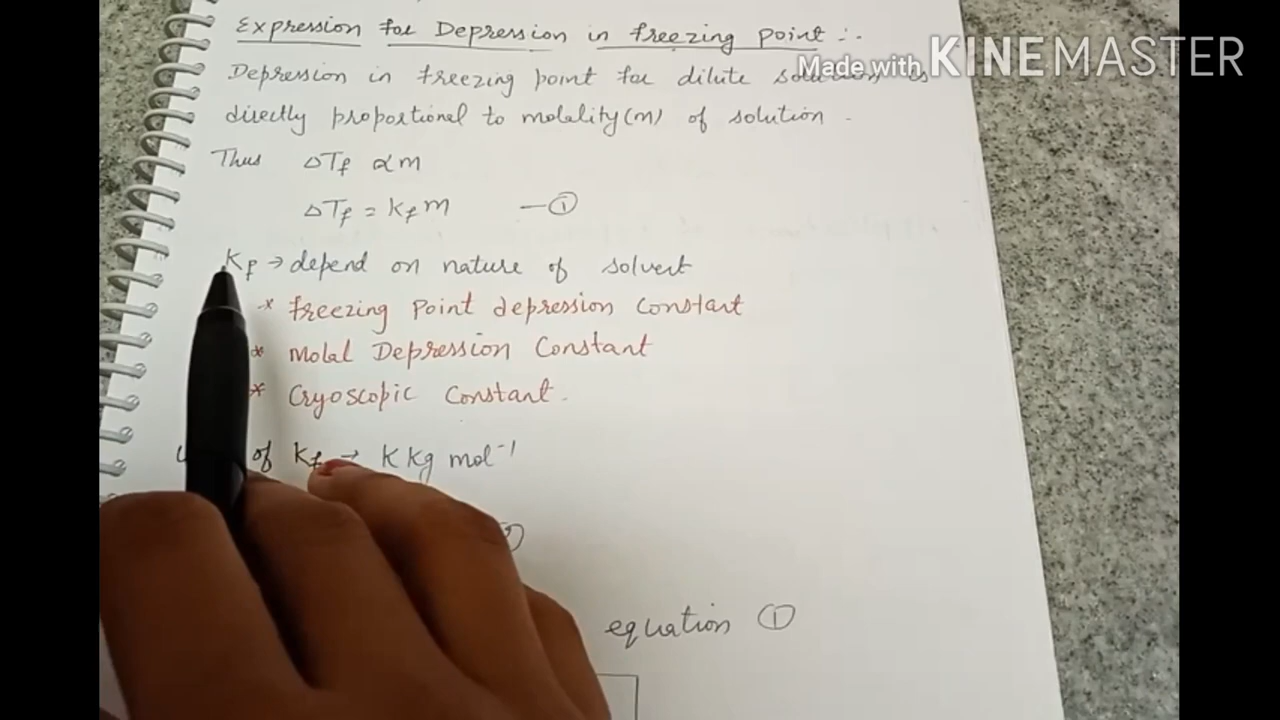 Expression for Depression in freezing point :.
Made with KINEMASTER
Depression in freezing point for dilute
directly proportional to molality(m) of solution.
Thus ΔTf ∝ m
ΔTf = Kf m —①
Kf → depend on nature of solvent
* freezing Point depression Constant
* Molal Depression Constant
* Cryoscopic Constant.
of Kf → K Kg mol⁻¹
equation ①